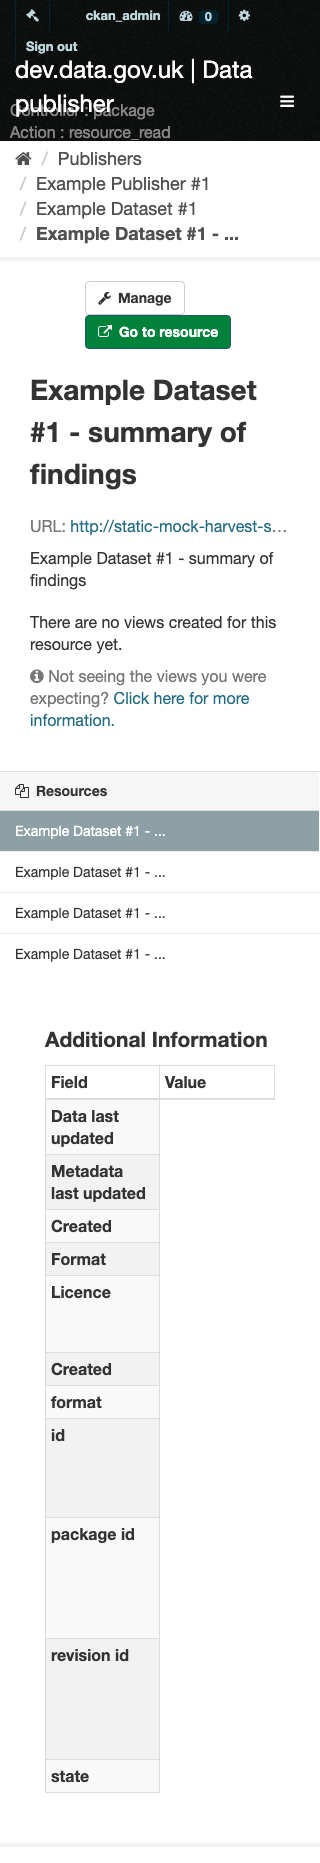 ckan_admin 0
Sign out
dev.data.gov.uk | Data
publisher
Controller : package
Action : resource_read
/ Publishers
/ Example Publisher #1
/ Example Dataset #1
/ Example Dataset #1 - ...
Manage
Go to resource
Example Dataset
#1 - summary of
findings
URL: http://static-mock-harvest-s...
Example Dataset #1 - summary of
findings
There are no views created for this
resource yet.
Not seeing the views you were
expecting? Click here for more
information.
Resources
Example Dataset #1 - ...
Example Dataset #1 - ...
Example Dataset #1 - ...
Example Dataset #1 - ...
Additional Information
Field Value
Data last
updated
Metadata
last updated
Created
Format
Licence
Created
format
id
package id
revision id
state